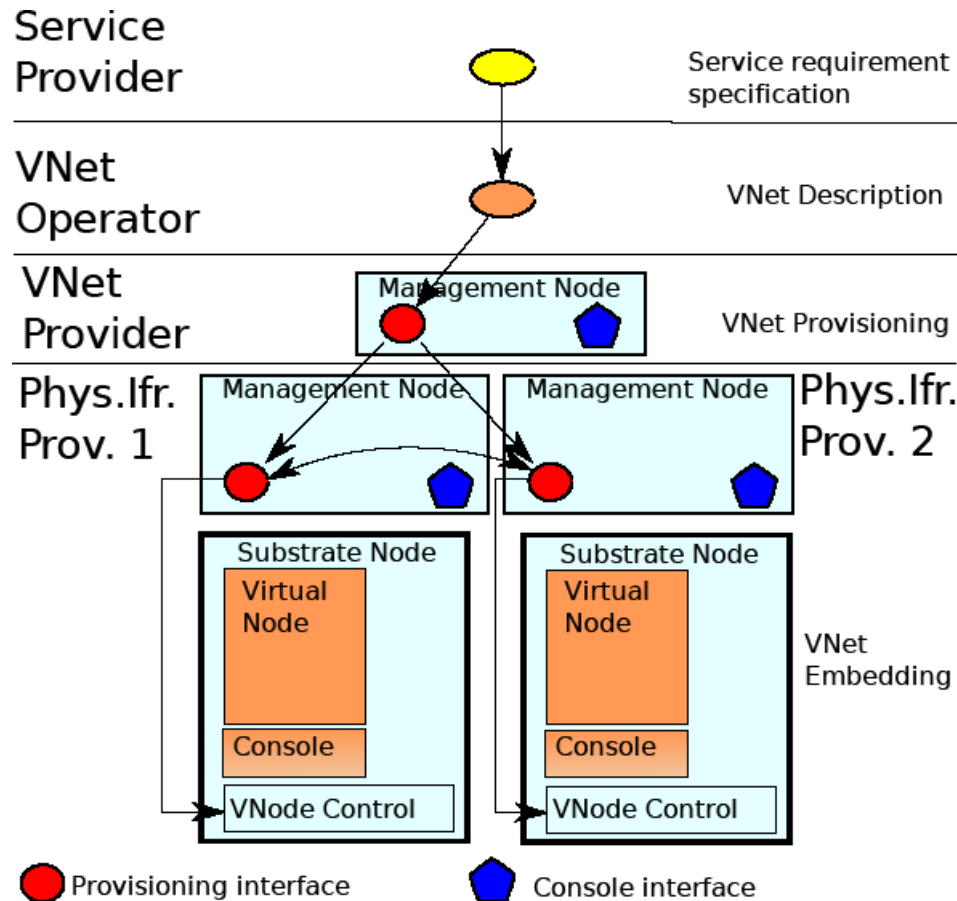 Service
Provider
Service requirement
specification
VNet
Operator
VNet Description
VNet
Provider
Management Node
VNet Provisioning
Phys.Ifr.
Prov. 1
Management Node
Management Node
Phys.Ifr.
Prov. 2
Substrate Node
Virtual
Node
Console
VNode Control
Substrate Node
Virtual
Node
Console
VNode Control
VNet
Embedding
Provisioning interface
Console interface